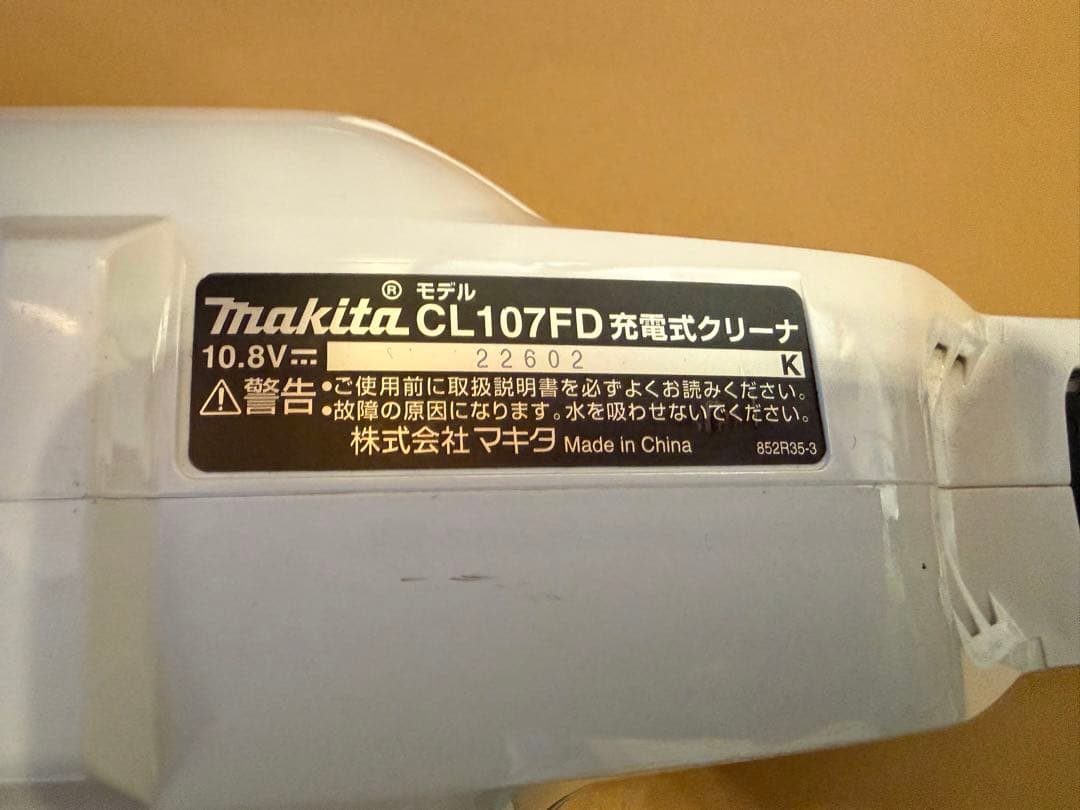 makita® モデル CL107FD 充電式クリーナ
10.8V⎓ 22602 K
⚠警告 •ご使用前に取扱説明書を必ずよくお読みください。
•故障の原因になります。水を吸わせないでください。
株式会社マキタ Made in China 852R35-3